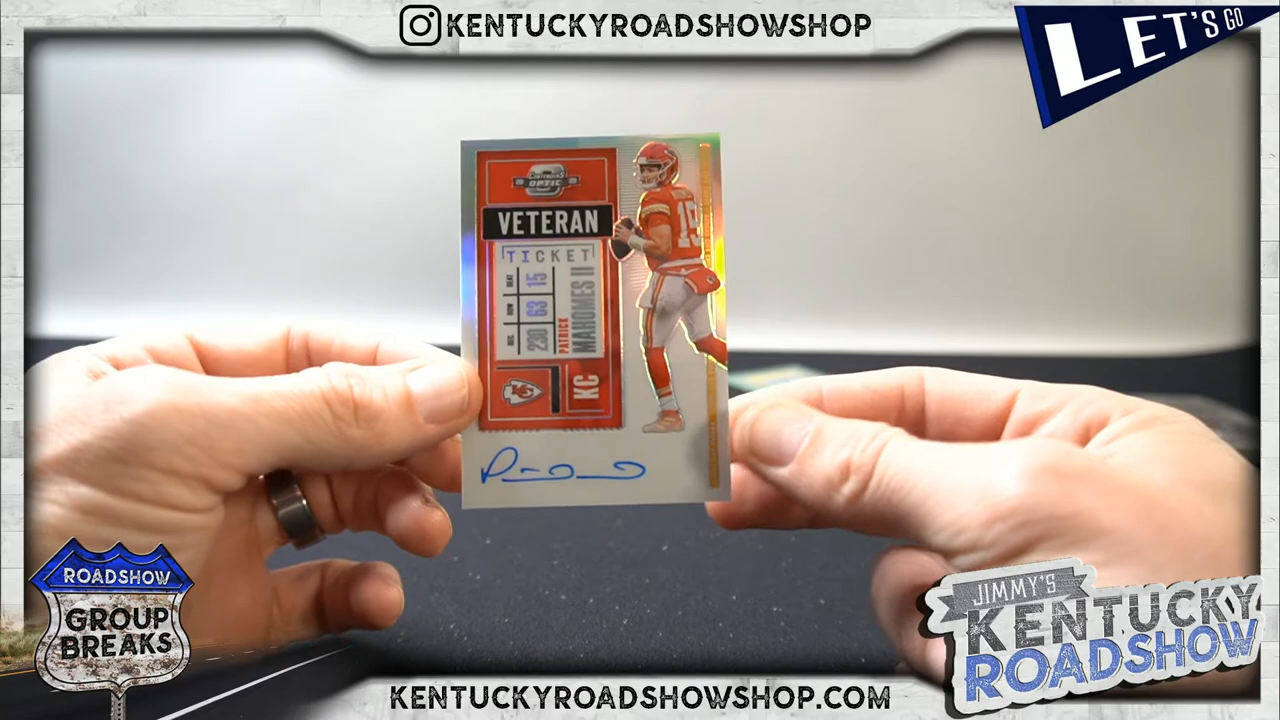 KENTUCKYROADSHOWSHOP
LET'S GO
CONTENDERS
OPTIC
VETERAN
TICKET
SEC. ROW SEAT
230 63 15
PATRICK
MAHOMES II
KC
15
ROADSHOW
GROUP
BREAKS
JIMMY'S
KENTUCKY
ROADSHOW
KENTUCKYROADSHOWSHOP.COM